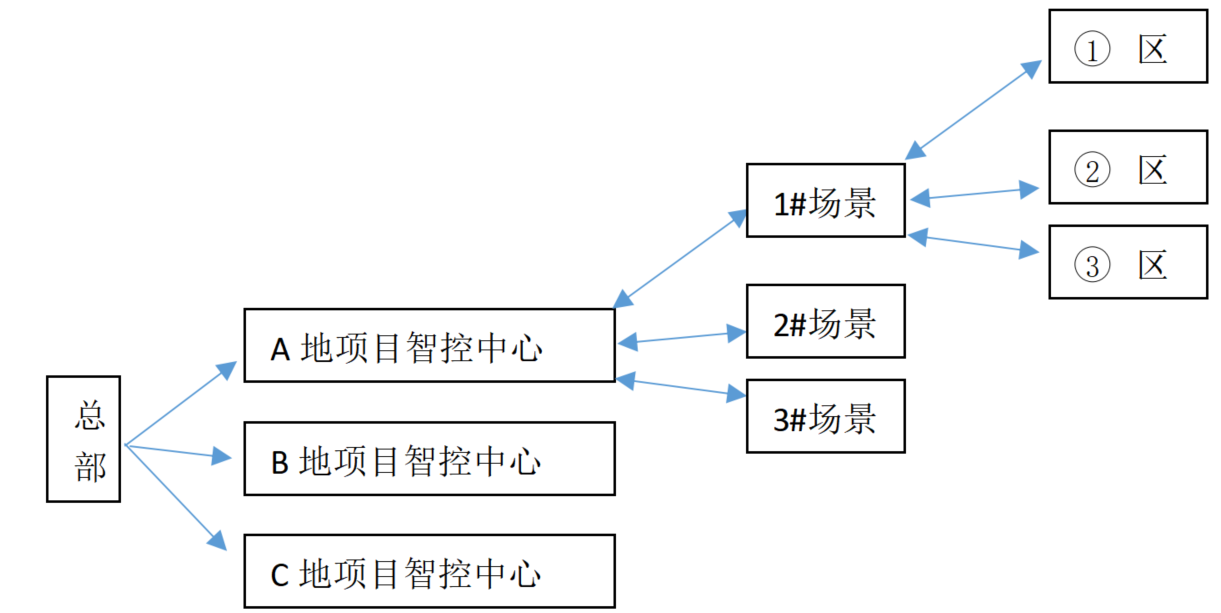 ① 区
② 区
1#场景
③ 区
2#场景
A 地项目智控中心
3#场景
总
部
B 地项目智控中心
C 地项目智控中心